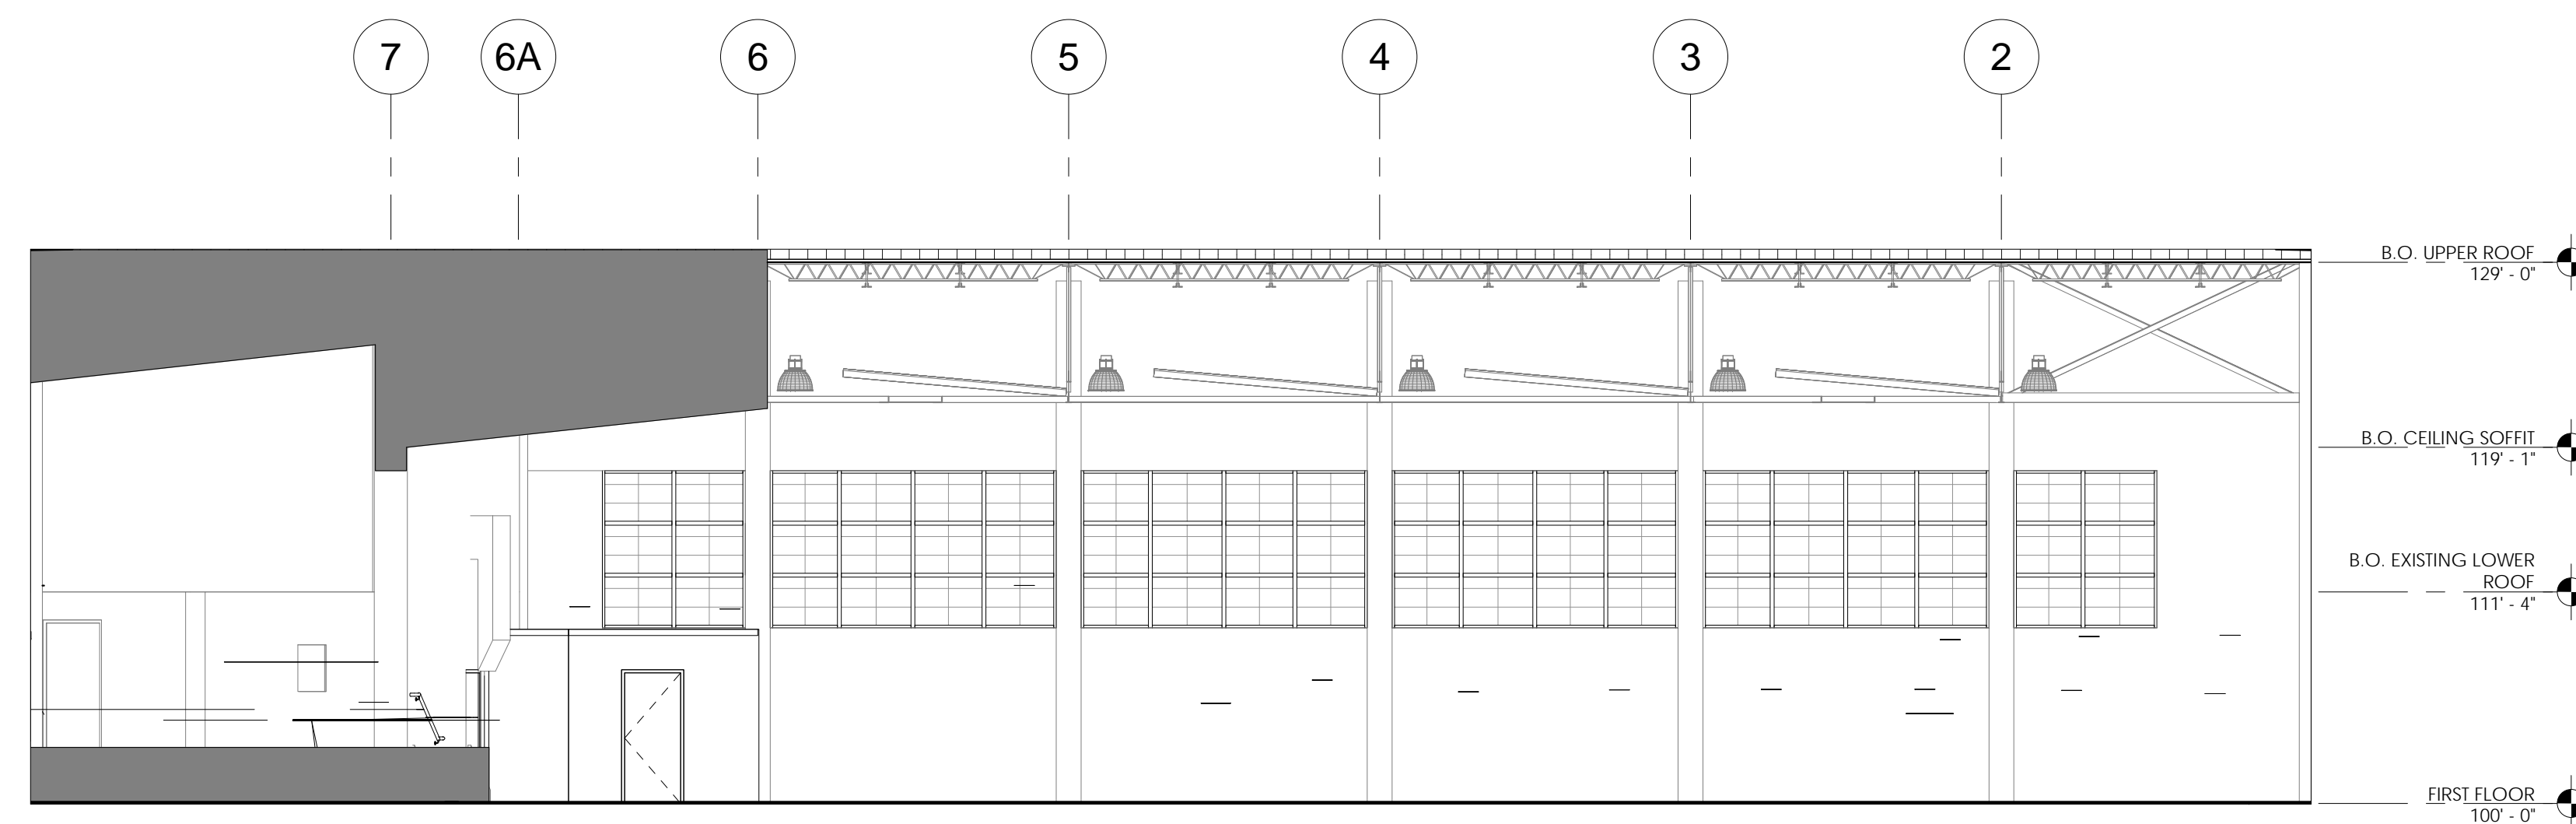 7 6A 6 5 4 3 2
B.O. UPPER ROOF
129' - 0"
B.O. CEILING SOFFIT
119' - 1"
B.O. EXISTING LOWER
ROOF
111' - 4"
FIRST FLOOR
100' - 0"